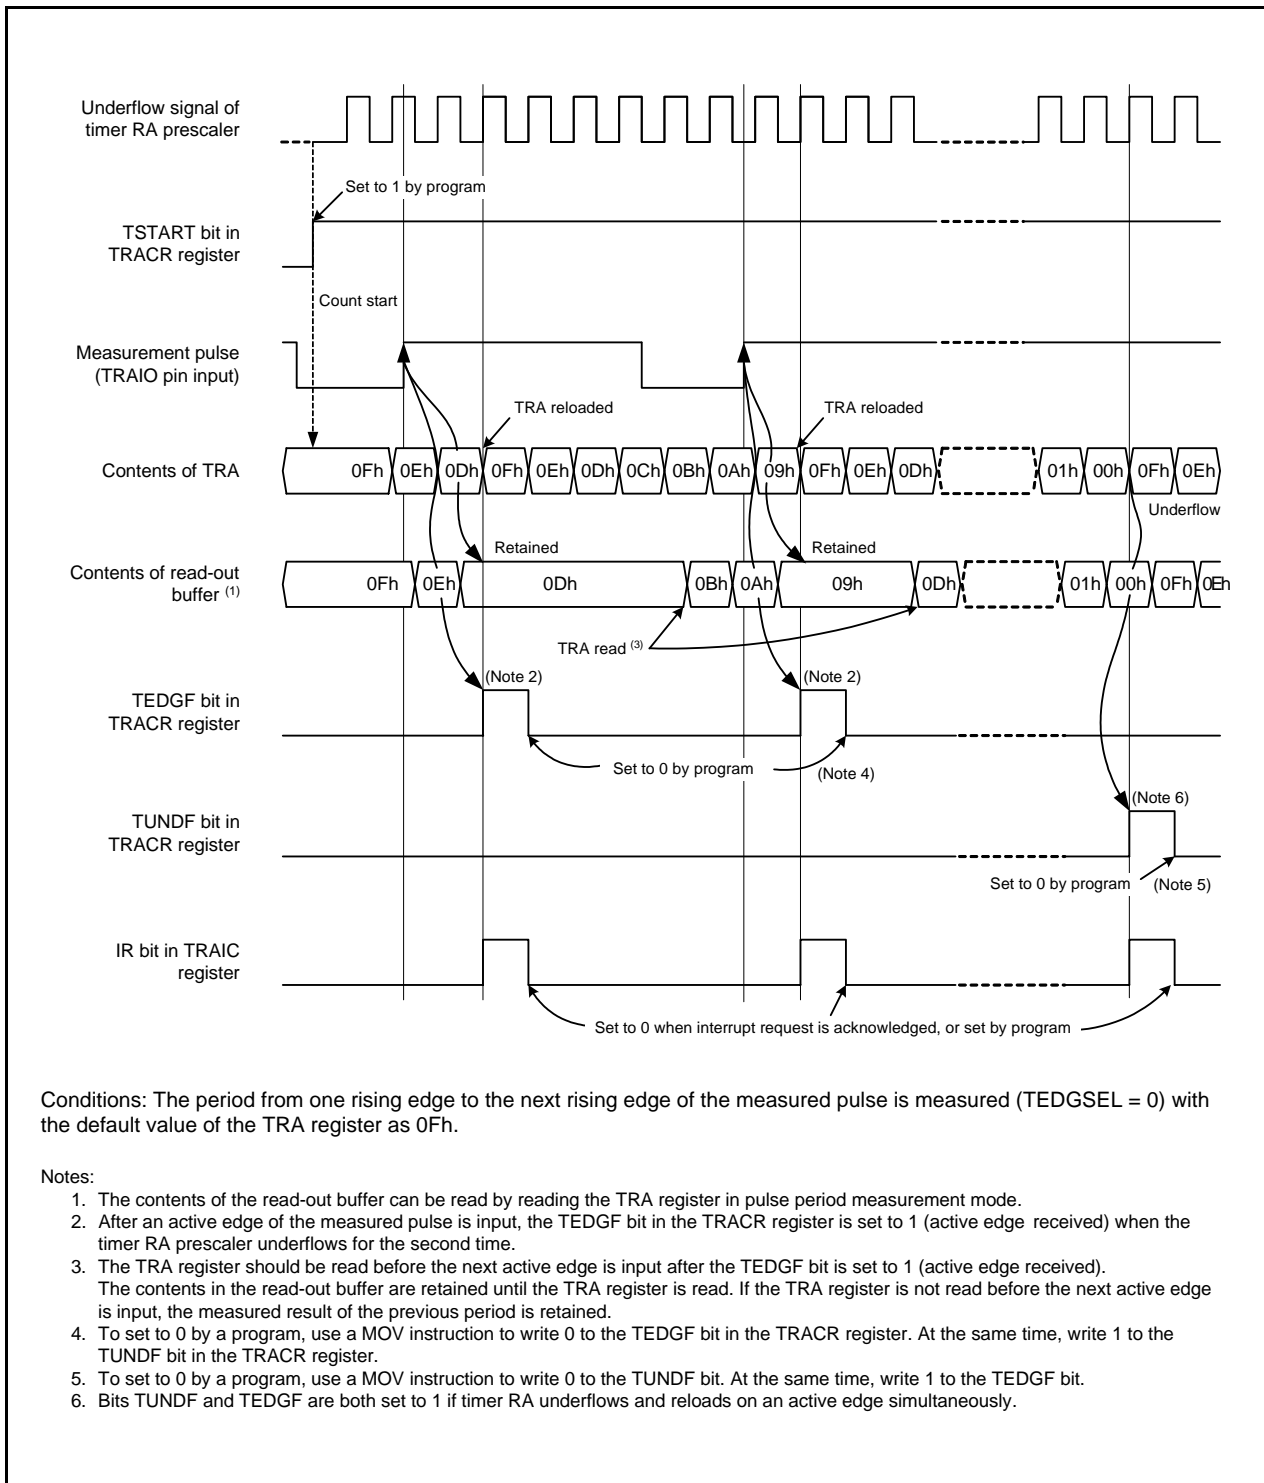 Underflow signal of
timer RA prescaler
Set to 1 by program
TSTART bit in
TRACR register
Count start
Measurement pulse
(TRAIO pin input)
TRA reloaded
TRA reloaded
Contents of TRA
0Fh 0Eh 0Dh 0Fh 0Eh 0Dh 0Ch 0Bh 0Ah 09h 0Fh 0Eh 0Dh 01h 00h 0Fh 0Eh
Underflow
Retained
Retained
Contents of read-out
buffer (1)
0Fh 0Eh 0Dh 0Bh 0Ah 09h 0Dh 01h 00h 0Fh 0Eh
TRA read (3)
(Note 2)
(Note 2)
TEDGF bit in
TRACR register
Set to 0 by program
(Note 4)
(Note 6)
TUNDF bit in
TRACR register
Set to 0 by program
(Note 5)
IR bit in TRAIC
register
Set to 0 when interrupt request is acknowledged, or set by program
Conditions: The period from one rising edge to the next rising edge of the measured pulse is measured (TEDGSEL = 0) with
the default value of the TRA register as 0Fh.
Notes:
1. The contents of the read-out buffer can be read by reading the TRA register in pulse period measurement mode.
2. After an active edge of the measured pulse is input, the TEDGF bit in the TRACR register is set to 1 (active edge received) when the
timer RA prescaler underflows for the second time.
3. The TRA register should be read before the next active edge is input after the TEDGF bit is set to 1 (active edge received).
The contents in the read-out buffer are retained until the TRA register is read. If the TRA register is not read before the next active edge
is input, the measured result of the previous period is retained.
4. To set to 0 by a program, use a MOV instruction to write 0 to the TEDGF bit in the TRACR register. At the same time, write 1 to the
TUNDF bit in the TRACR register.
5. To set to 0 by a program, use a MOV instruction to write 0 to the TUNDF bit. At the same time, write 1 to the TEDGF bit.
6. Bits TUNDF and TEDGF are both set to 1 if timer RA underflows and reloads on an active edge simultaneously.